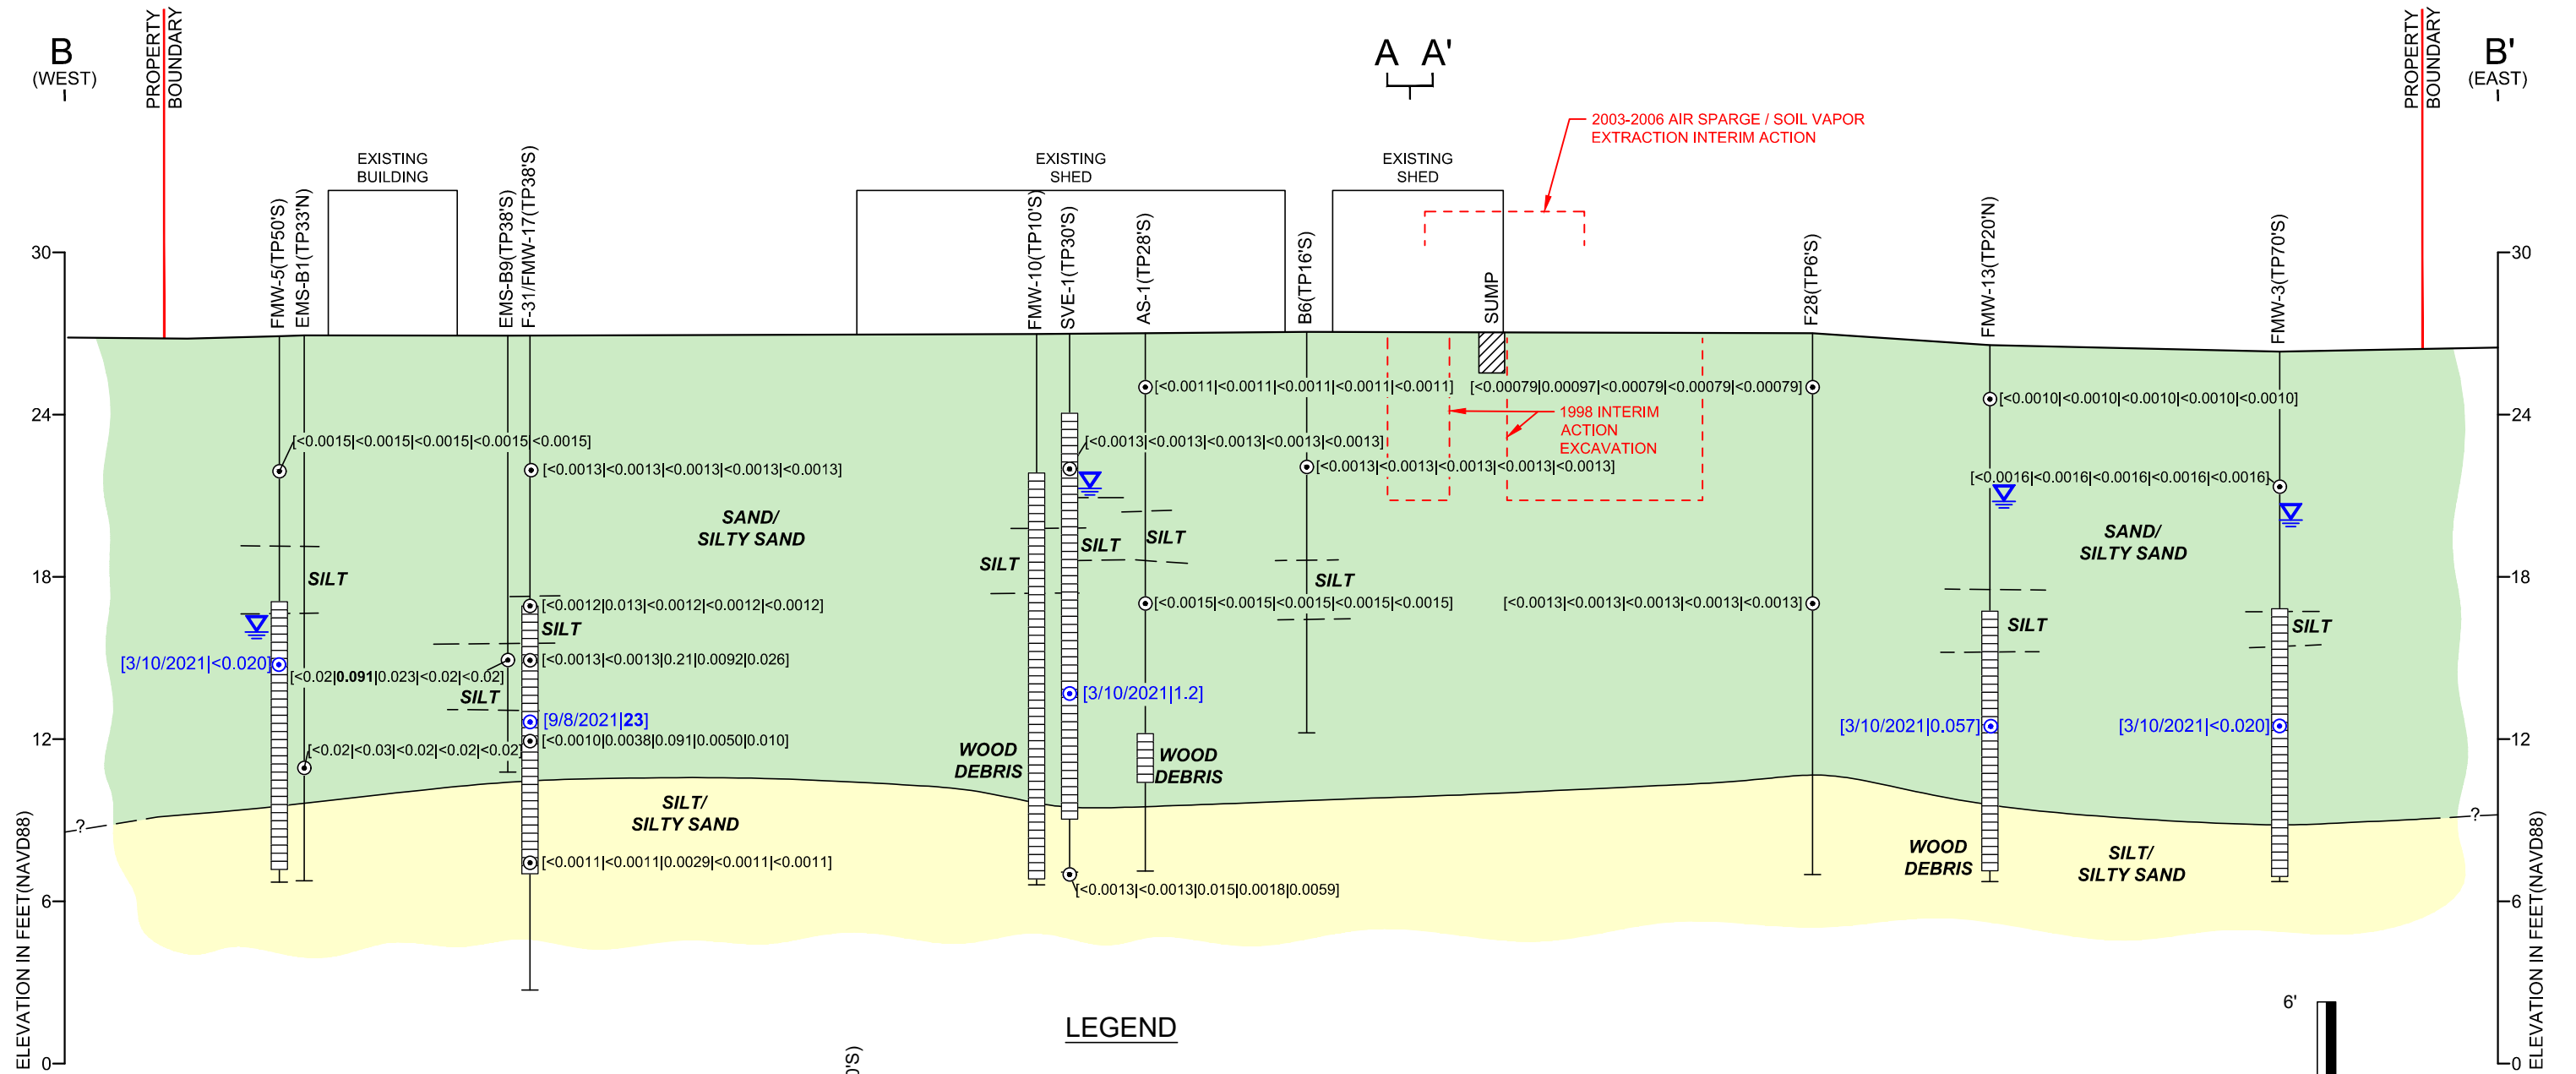 B
(WEST)
PROPERTY
BOUNDARY
A A'
PROPERTY
BOUNDARY
B'
(EAST)
2003-2006 AIR SPARGE / SOIL VAPOR
EXTRACTION INTERIM ACTION
EXISTING
BUILDING
EXISTING
SHED
EXISTING
SHED
FMW-5(TP50'S)
EMS-B1(TP33'N)
EMS-B9(TP38'S)
F-31/FMW-17(TP38'S)
FMW-10(TP10'S)
SVE-1(TP30'S)
AS-1(TP28'S)
B6(TP16'S)
SUMP
F28(TP6'S)
FMW-13(TP20'N)
FMW-3(TP70'S)
30
30
[<0.0011|<0.0011|<0.0011|<0.0011|<0.0011]
[<0.00079|0.00097|<0.00079|<0.00079|<0.00079]
[<0.0010|<0.0010|<0.0010|<0.0010|<0.0010]
24
24
1998 INTERIM
ACTION
EXCAVATION
[<0.0015|<0.0015|<0.0015|<0.0015|<0.0015]
[<0.0013|<0.0013|<0.0013|<0.0013|<0.0013]
[<0.0013|<0.0013|<0.0013|<0.0013|<0.0013]
[<0.0013|<0.0013|<0.0013|<0.0013|<0.0013]
[<0.0016|<0.0016|<0.0016|<0.0016|<0.0016]
SAND/
SILTY SAND
SAND/
SILTY SAND
SILT
SILT
SILT
SILT
SILT
18
18
[<0.0012|0.013|<0.0012|<0.0012|<0.0012]
[<0.0015|<0.0015|<0.0015|<0.0015|<0.0015]
[<0.0013|<0.0013|<0.0013|<0.0013|<0.0013]
SILT
SILT
SILT
[3/10/2021|<0.020]
[<0.0013|<0.0013|0.21|0.0092|0.026]
[<0.02|0.091|0.023|<0.02|<0.02]
SILT
[3/10/2021|1.2]
[9/8/2021|23]
[3/10/2021|0.057]
[3/10/2021|<0.020]
12
12
[<0.0010|0.0038|0.091|0.0050|0.010]
[<0.02|<0.03|<0.02|<0.02|<0.02]
WOOD
DEBRIS
WOOD
DEBRIS
SILT/
SILTY SAND
?
?
WOOD
DEBRIS
SILT/
SILTY SAND
[<0.0011|<0.0011|0.0029|<0.0011|<0.0011]
[<0.0013|<0.0013|0.015|0.0018|0.0059]
6
6
ELEVATION IN FEET(NAVD88)
ELEVATION IN FEET(NAVD88)
6'
LEGEND
0'S)
0
0